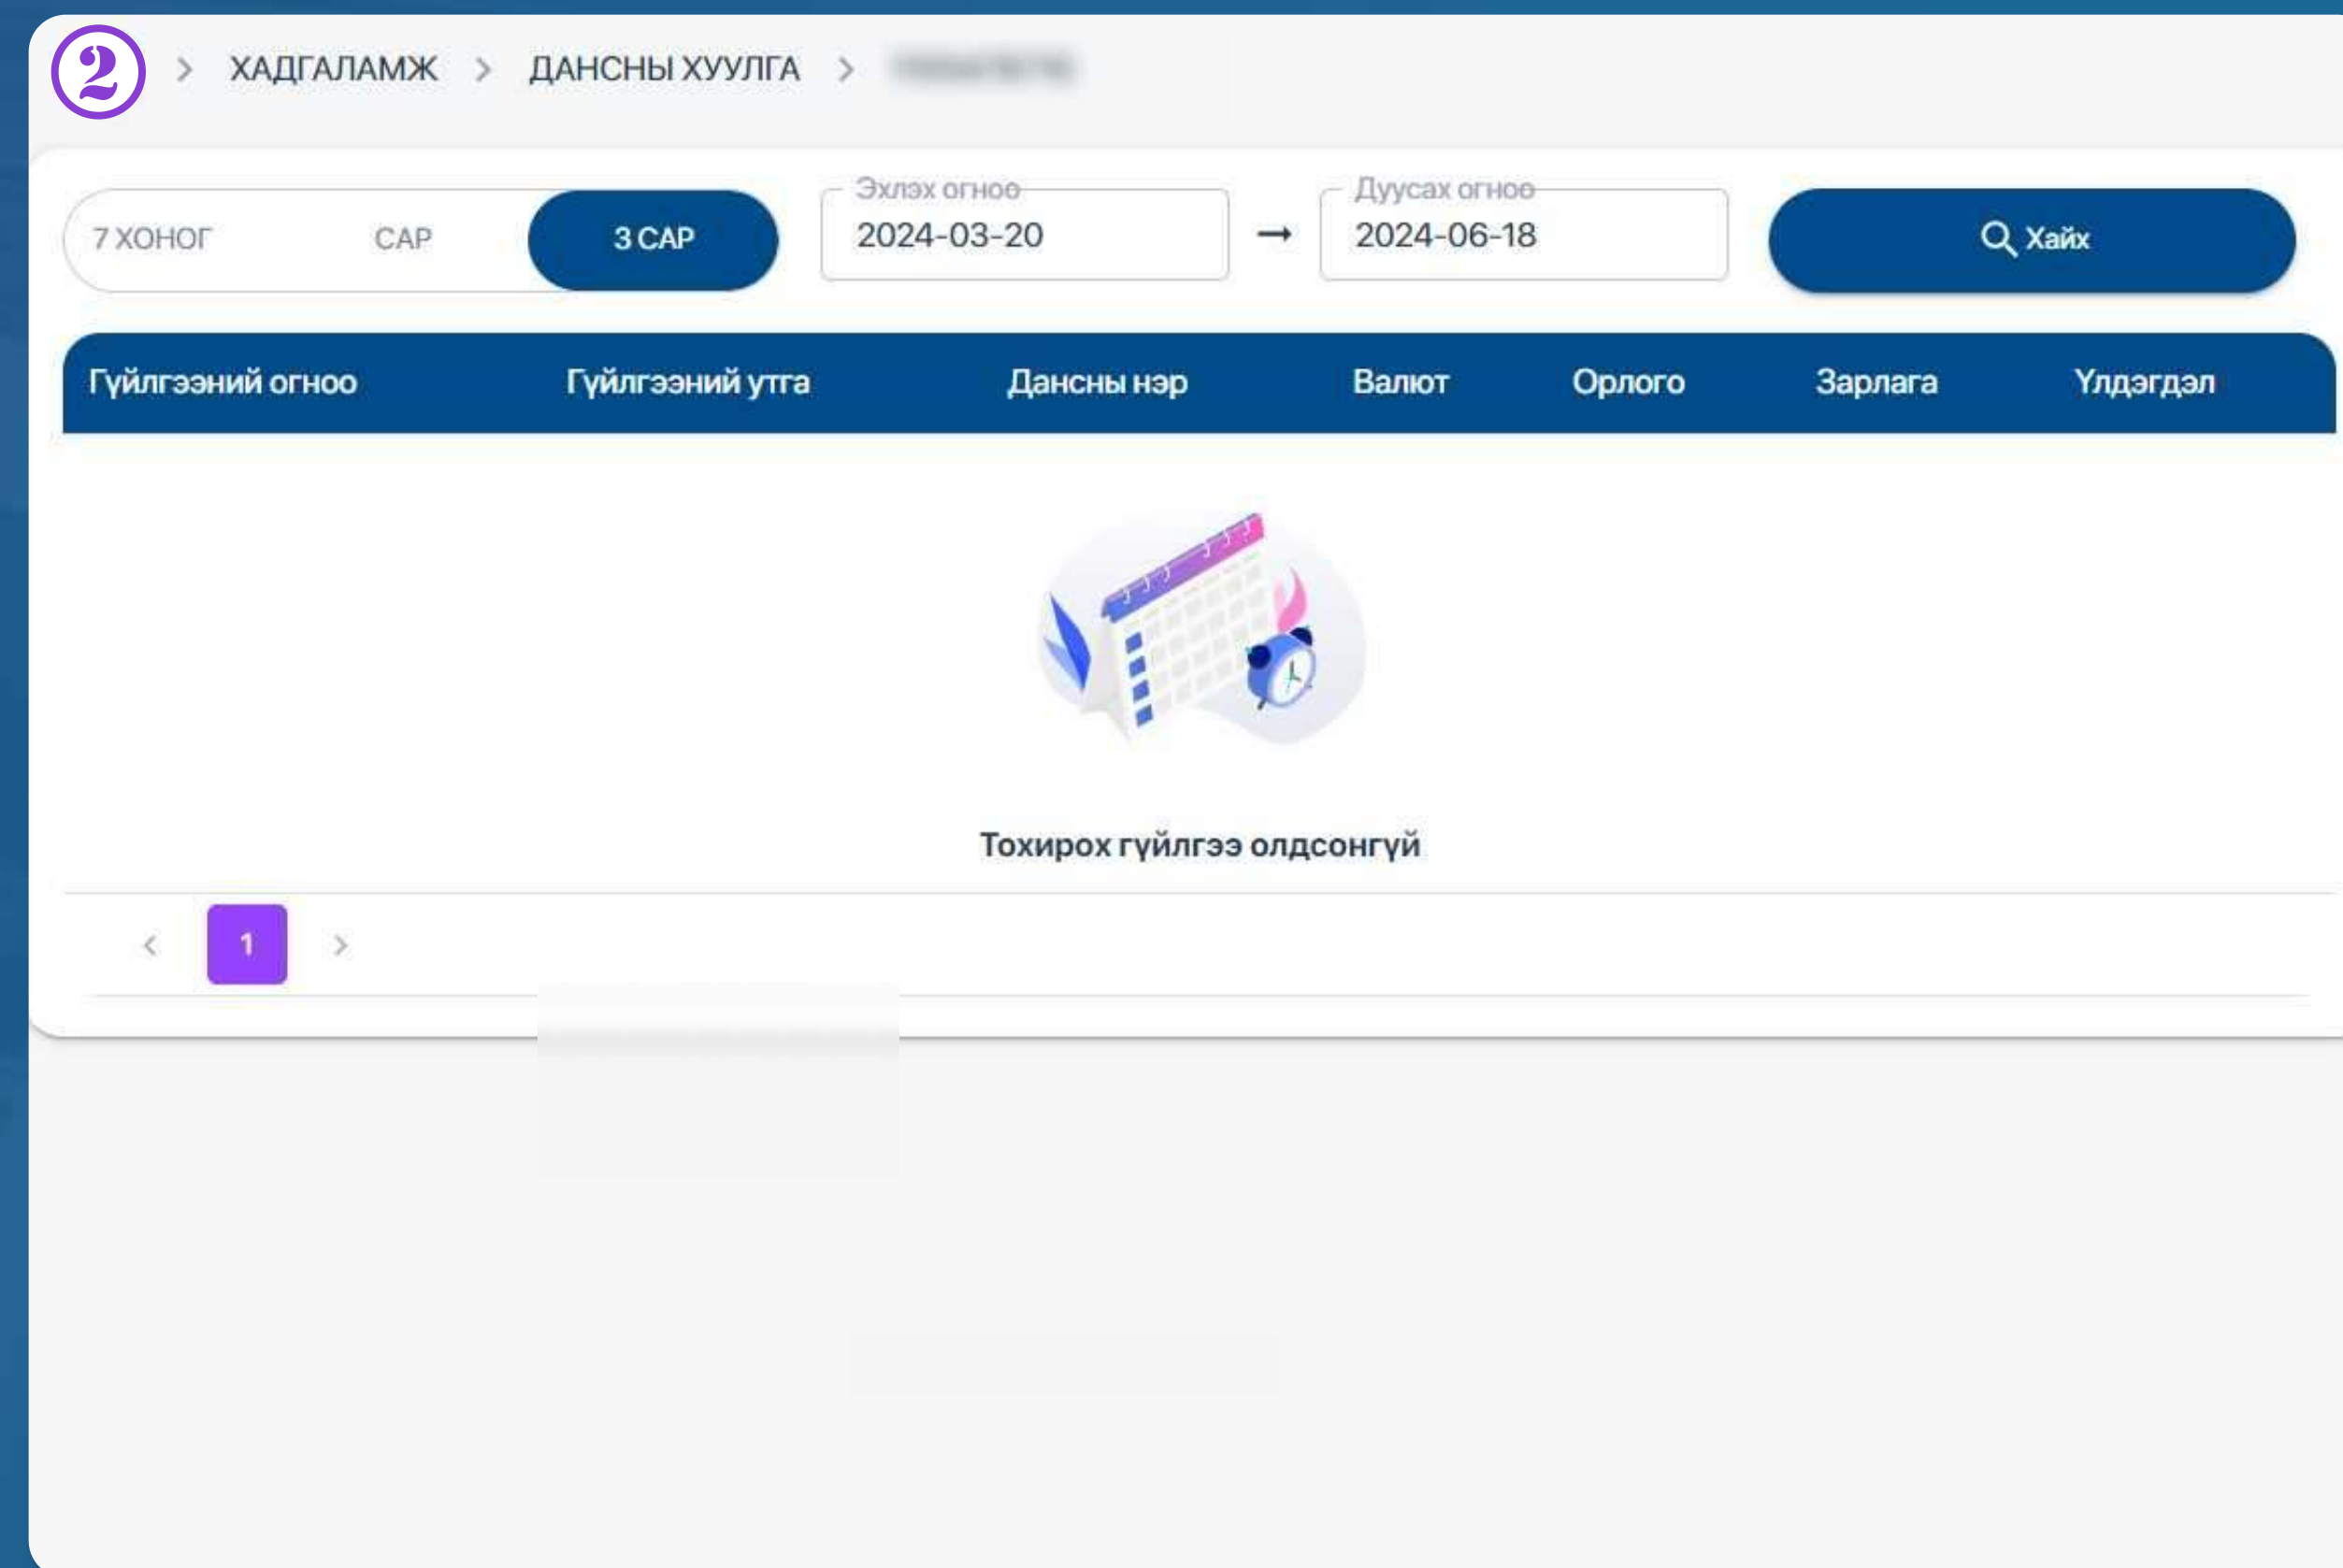 2 > ХАДГАЛАМЖ > ДАНСНЫ ХУУЛГА >
7 ХОНОГ САР 3 САР
Эхлэх огноо
2024-03-20
→
Дуусах огноо
2024-06-18
Хайх
Гүйлгээний огноо Гүйлгээний утга Дансны нэр Валют Орлого Зарлага Үлдэгдэл
Тохирох гүйлгээ олдсонгүй
< 1 >